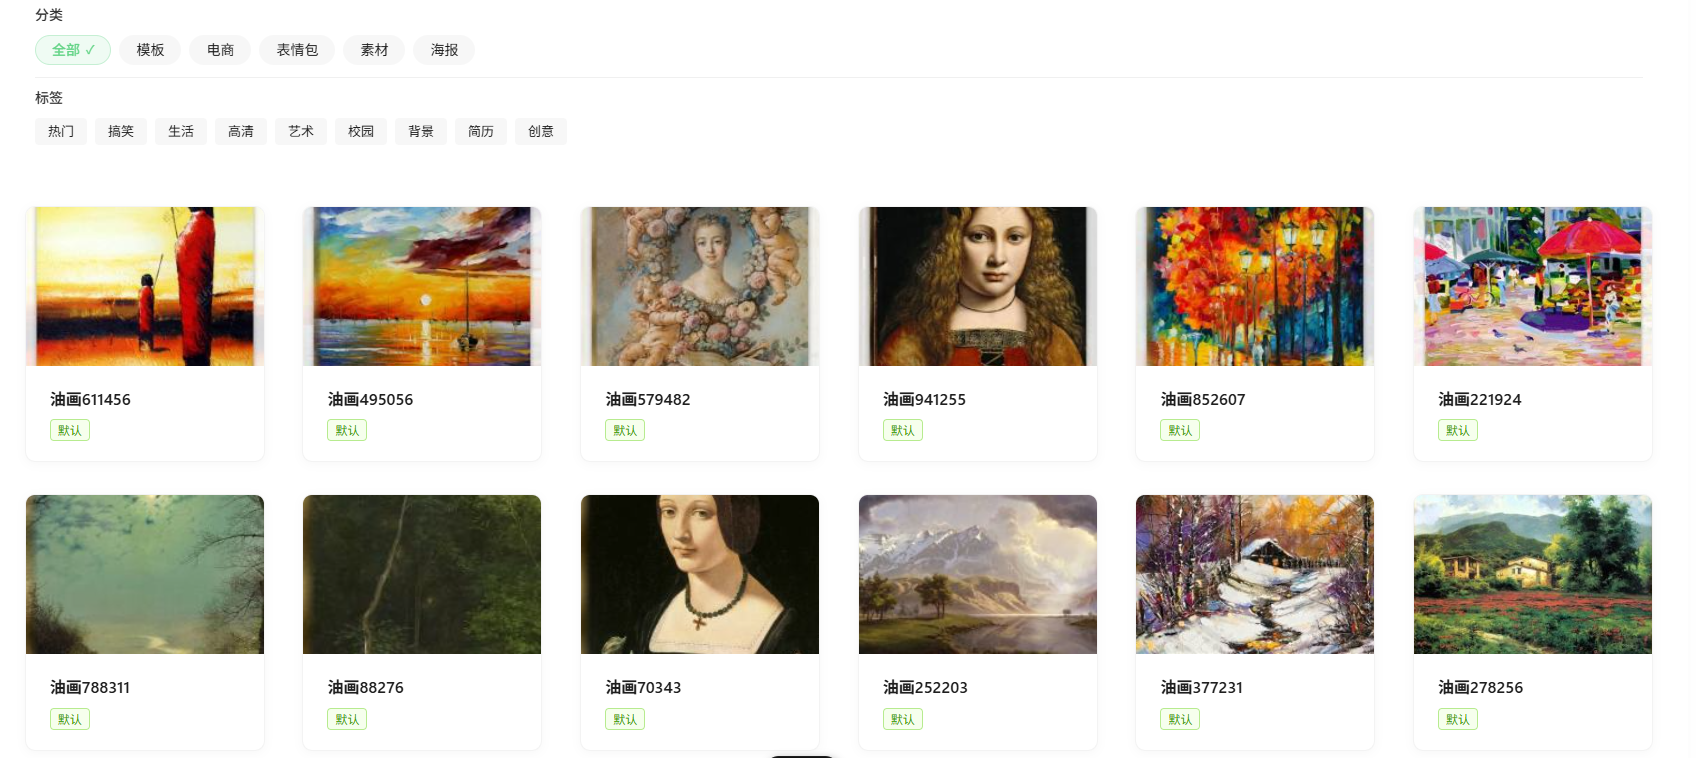 分类
全部 ✓ 模板 电商 表情包 素材 海报
标签
热门 搞笑 生活 高清 艺术 校园 背景 简历 创意
油画611456 油画495056 油画579482 油画941255 油画852607 油画221924
默认 默认 默认 默认 默认 默认
油画788311 油画88276 油画70343 油画252203 油画377231 油画278256
默认 默认 默认 默认 默认 默认